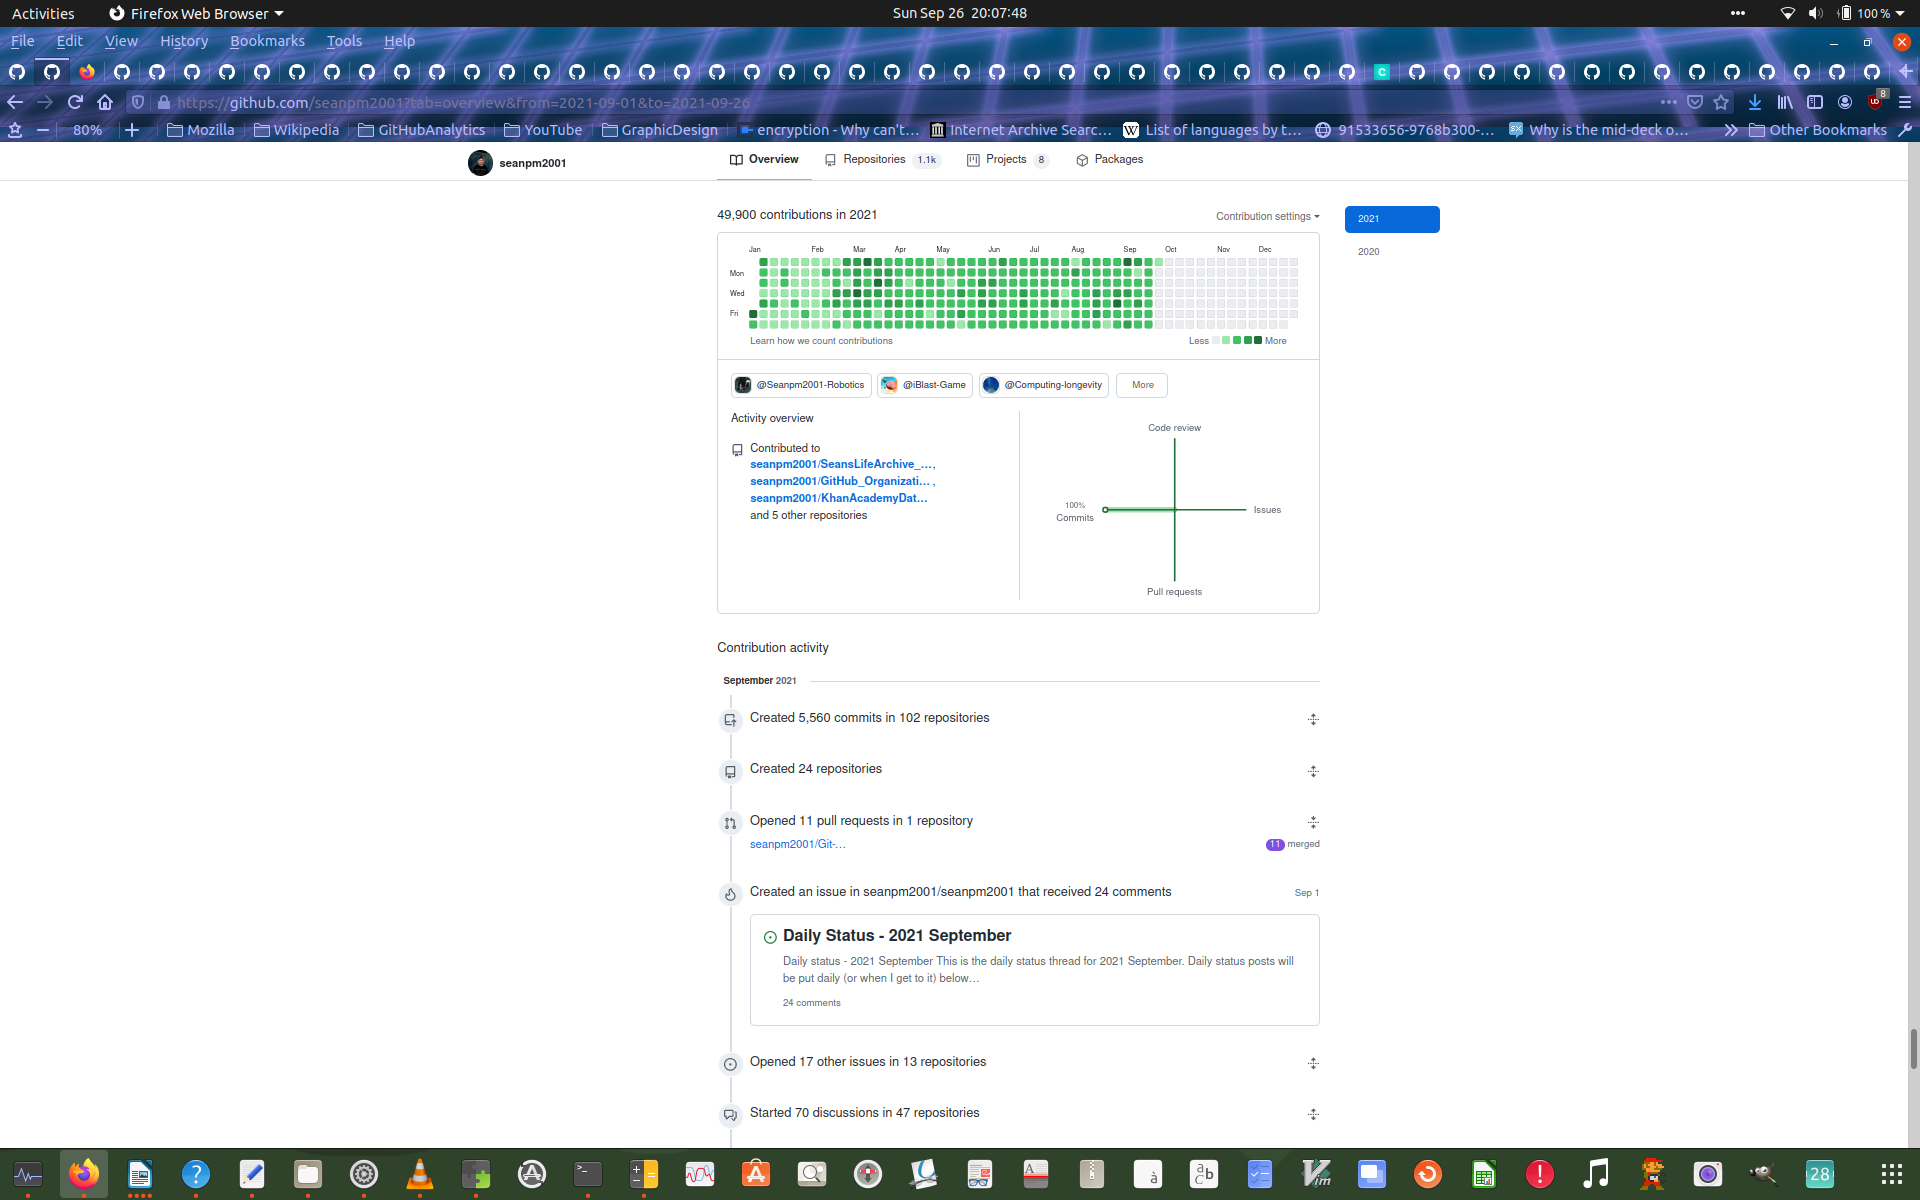 Activities
Firefox Web Browser
Sun Sep 26 20:07:48
100 %
File Edit View History Bookmarks Tools Help
https://github.com/seanpm2001?tab=overview&from=2021-09-01&to=2021-09-26
8
80%
Mozilla
Wikipedia
GitHubAnalytics
YouTube
GraphicDesign
encryption - Why can't…
Internet Archive Searc…
List of languages by t…
91533656-9768b300-…
Why is the mid-deck o…
Other Bookmarks
seanpm2001
Overview
Repositories 1.1k
Projects 8
Packages
49,900 contributions in 2021
Contribution settings
2021
2020
Jan Feb Mar Apr May Jun Jul Aug Sep Oct Nov Dec
Mon
Wed
Fri
Learn how we count contributions
Less
More
@Seanpm2001-Robotics
@iBlast-Game
@Computing-longevity
More
Activity overview
Contributed to
seanpm2001/SeansLifeArchive_…,
seanpm2001/GitHub_Organizati… ,
seanpm2001/KhanAcademyDat…
and 5 other repositories
Code review
100%
Commits
Issues
Pull requests
Contribution activity
September 2021
Created 5,560 commits in 102 repositories
Created 24 repositories
Opened 11 pull requests in 1 repository
seanpm2001/Git-…
11 merged
Created an issue in seanpm2001/seanpm2001 that received 24 comments
Sep 1
Daily Status - 2021 September
Daily status - 2021 September This is the daily status thread for 2021 September. Daily status posts will
be put daily (or when I get to it) below…
24 comments
Opened 17 other issues in 13 repositories
Started 70 discussions in 47 repositories
28